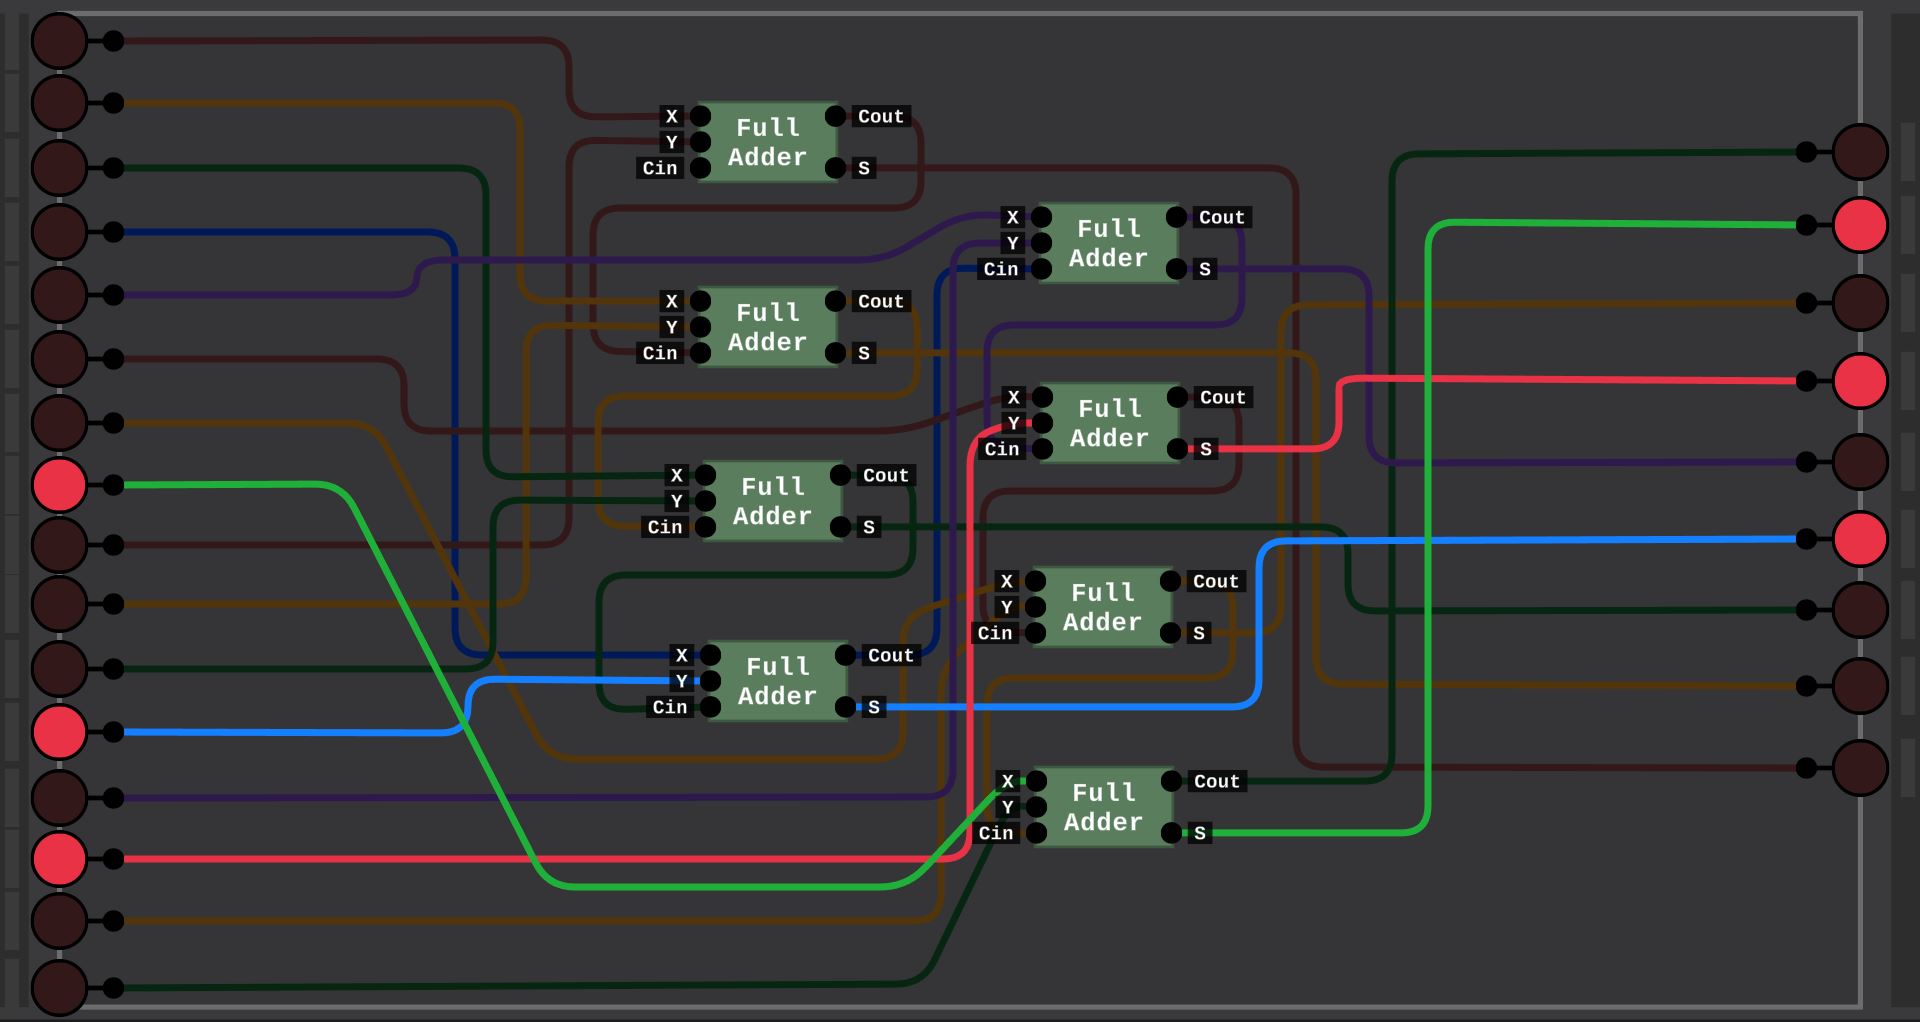 X
Y
Cin
Full
Adder
Cout
S
X
Y
Cin
Full
Adder
Cout
S
X
Y
Cin
Full
Adder
Cout
S
X
Y
Cin
Full
Adder
Cout
S
X
Y
Cin
Full
Adder
Cout
S
X
Y
Cin
Full
Adder
Cout
S
X
Y
Cin
Full
Adder
Cout
S
X
Y
Cin
Full
Adder
Cout
S